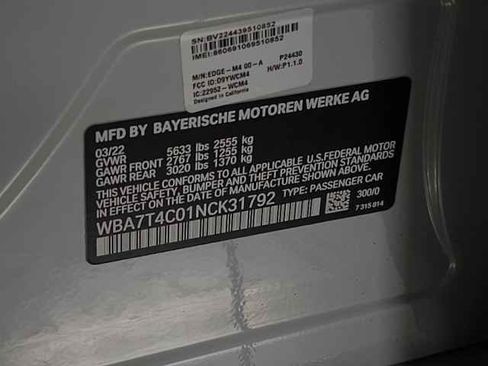 SN:BV224439510852
IMEI:860691069510852
P24430
M/N:EDGE-M4 00-A
H/W:P1.1.0
FCC ID:O9YWCM4
IC:22952-WCM4
Designed in California
MFD BY BAYERISCHE MOTOREN WERKE AG
03/22 5633 lbs 2555 kg
GVWR
GAWR FRONT 2767 lbs 1255 kg
GAWR REAR 3020 lbs 1370 kg
THIS VEHICLE CONFORMS TO ALL APPLICABLE U.S.FEDERAL MOTOR
VEHICLE SAFETY, BUMPER, AND THEFT PREVENTION STANDARDS
IN EFFECT ON THE DATE OF MANUFACTURE SHOWN ABOVE.
WBA7T4C01NCK31792 TYPE: PASSENGER CAR
300/0
7 315 814